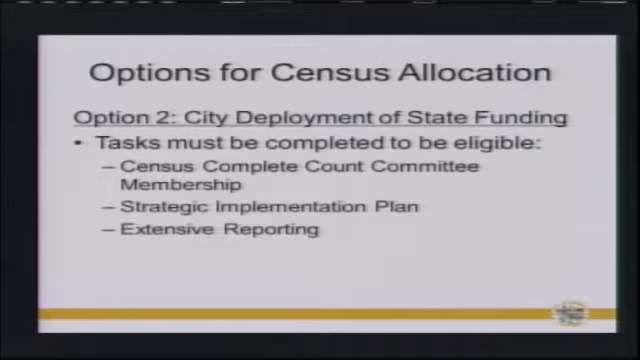 Options for Census Allocation
Option 2: City Deployment of State Funding
• Tasks must be completed to be eligible:
– Census Complete Count Committee
Membership
– Strategic Implementation Plan
– Extensive Reporting